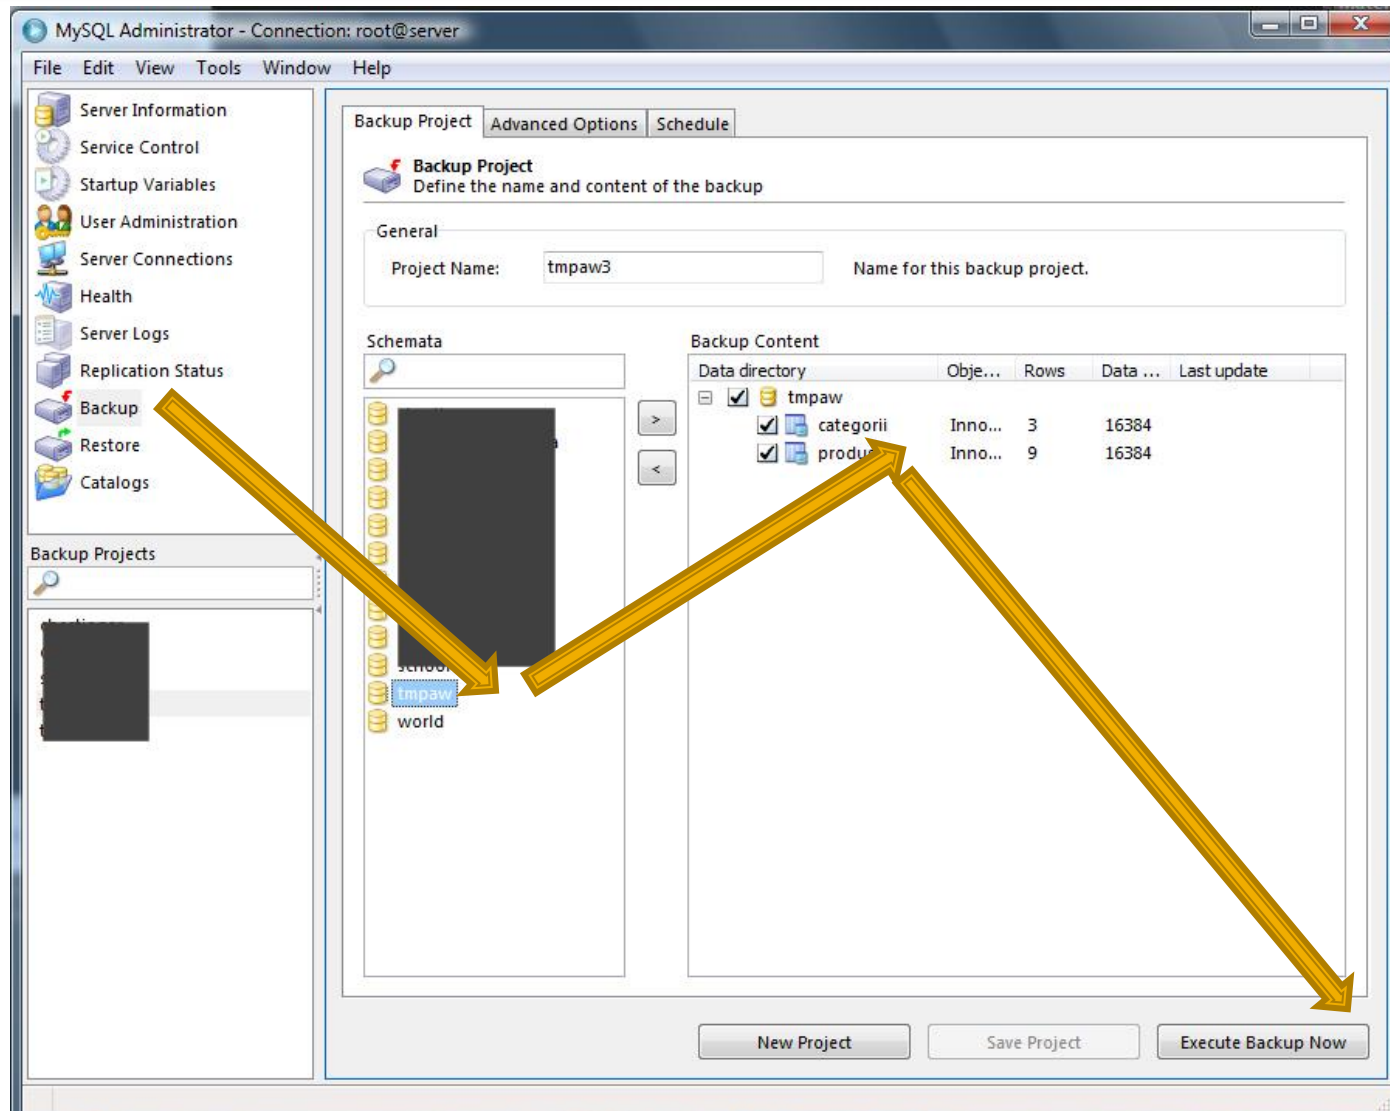 MySQL Administrator - Connection: root@server
File Edit View Tools Window Help
Server Information
Service Control
Startup Variables
User Administration
Server Connections
Health
Server Logs
Replication Status
Backup
Restore
Catalogs
Backup Projects
Backup Project Advanced Options Schedule
Backup Project
Define the name and content of the backup
General
Project Name: tmpaw3 Name for this backup project.
Schemata
tmpaw
world
> 
<
Backup Content
Data directory Obje... Rows Data ... Last update
tmpaw
categorii Inno... 3 16384
Inno... 9 16384
New Project Save Project Execute Backup Now